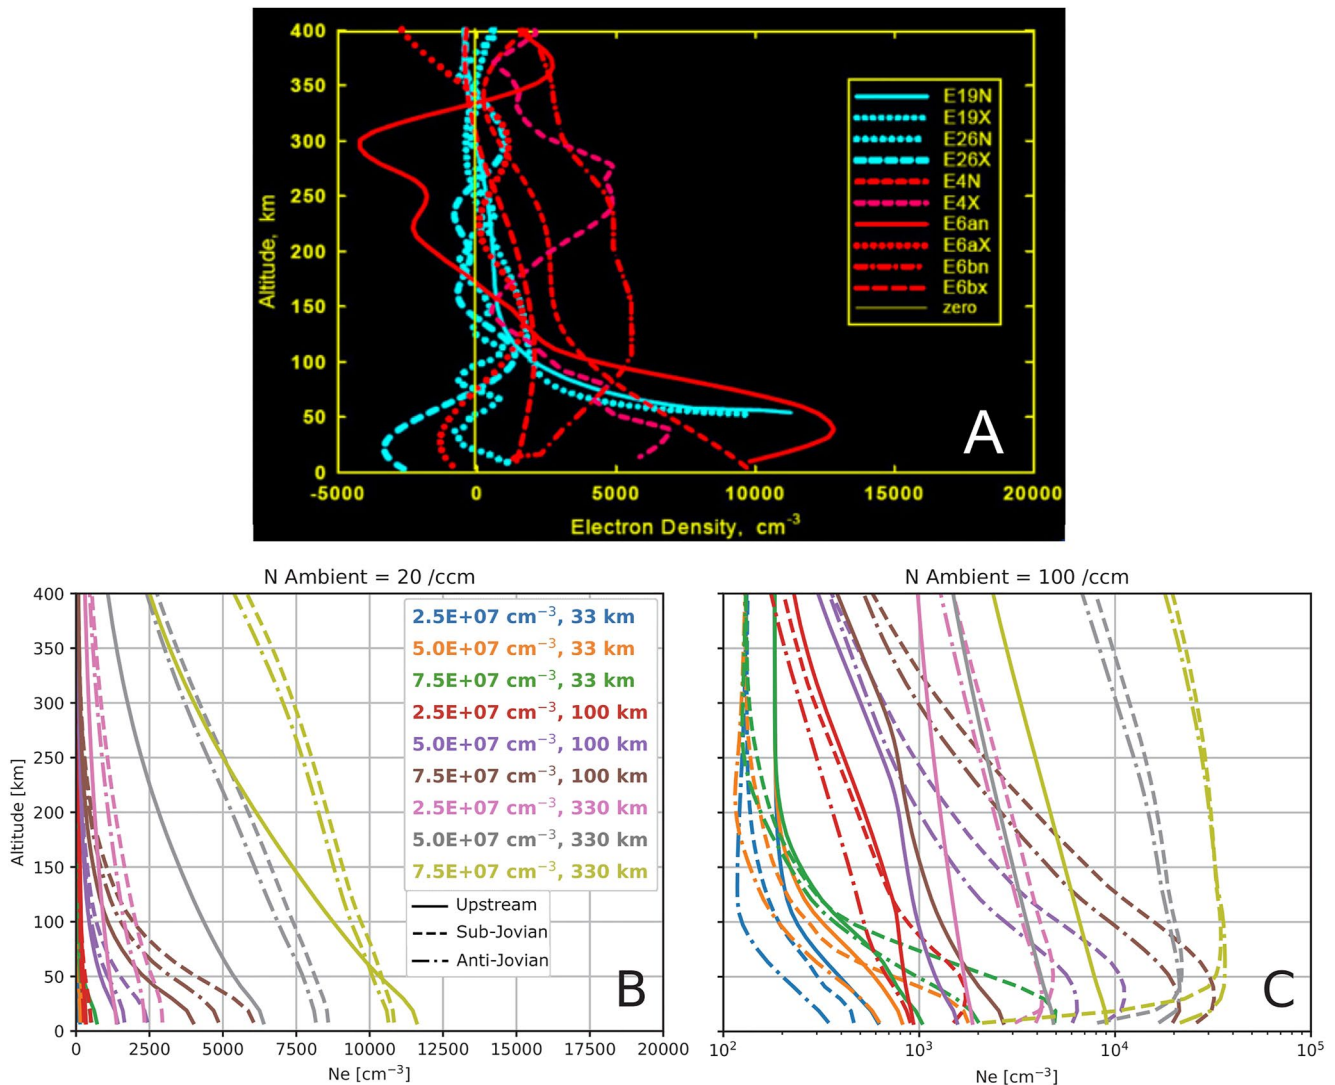 400
350
300
250
200
150
100
50
0
Altitude, km
-5000 0 5000 10000 15000 20000
Electron Density, cm⁻³
E19N
E19X
E26N
E26X
E4N
E4X
E6an
E6aX
E6bn
E6bx
zero
A
N Ambient = 20 /ccm
400
350
300
250
200
150
100
50
0
Altitude [km]
0 2500 5000 7500 10000 12500 15000 17500 20000
Ne [cm⁻³]
2.5E+07 cm⁻³, 33 km
5.0E+07 cm⁻³, 33 km
7.5E+07 cm⁻³, 33 km
2.5E+07 cm⁻³, 100 km
5.0E+07 cm⁻³, 100 km
7.5E+07 cm⁻³, 100 km
2.5E+07 cm⁻³, 330 km
5.0E+07 cm⁻³, 330 km
7.5E+07 cm⁻³, 330 km
Upstream
Sub-Jovian
Anti-Jovian
B
N Ambient = 100 /ccm
C
10² 10³ 10⁴ 10⁵
Ne [cm⁻³]